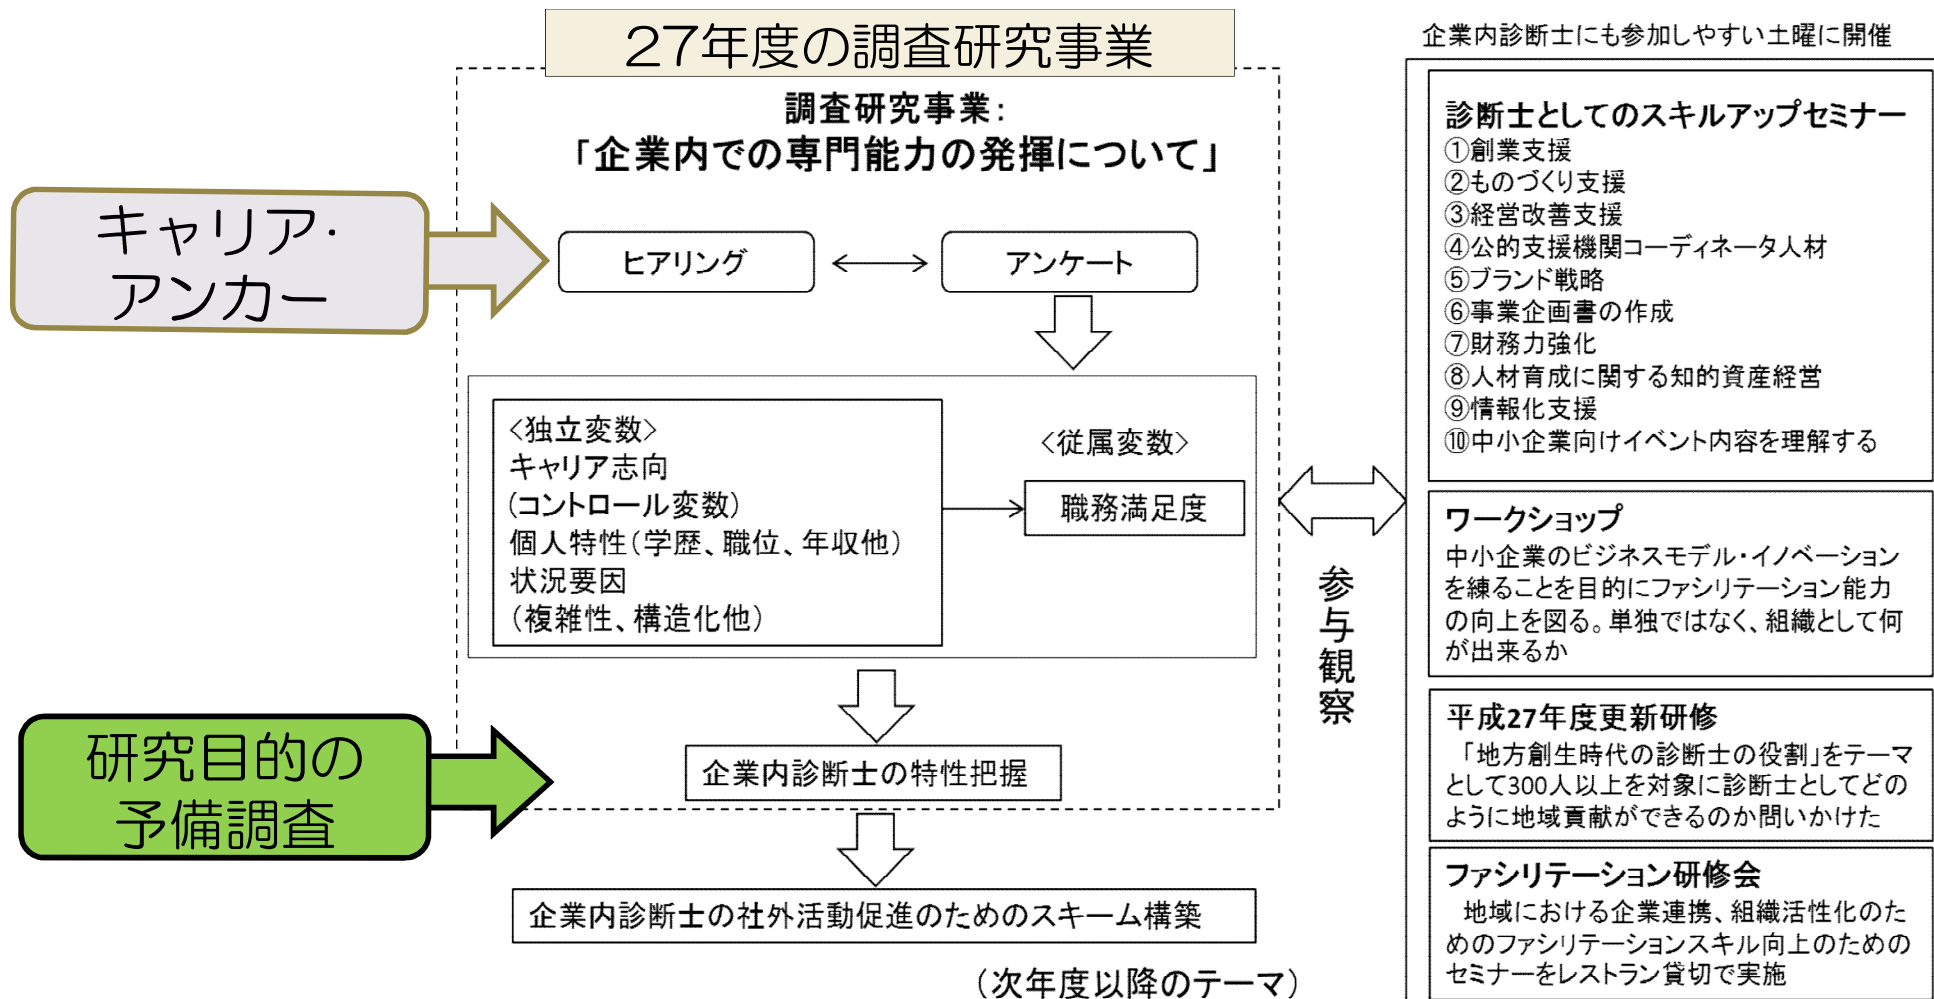 27年度の調査研究事業
調査研究事業：
「企業内での専門能力の発揮について」
キャリア・
アンカー
ヒアリング
アンケート
<独立変数>
キャリア志向
(コントロール変数)
個人特性(学歴、職位、年収他)
状況要因
(複雑性、構造化他)
<従属変数>
職務満足度
研究目的の
予備調査
企業内診断士の特性把握
企業内診断士の社外活動促進のためのスキーム構築
(次年度以降のテーマ)
参与観察
企業内診断士にも参加しやすい土曜に開催
診断士としてのスキルアップセミナー
①創業支援
②ものづくり支援
③経営改善支援
④公的支援機関コーディネータ人材
⑤ブランド戦略
⑥事業企画書の作成
⑦財務力強化
⑧人材育成に関する知的資産経営
⑨情報化支援
⑩中小企業向けイベント内容を理解する
ワークショップ
中小企業のビジネスモデル・イノベーション
を練ることを目的にファシリテーション能力
の向上を図る。単独ではなく、組織として何
が出来るか
平成27年度更新研修
「地方創生時代の診断士の役割」をテーマ
として300人以上を対象に診断士としてどの
ように地域貢献ができるのか問いかけた
ファシリテーション研修会
地域における企業連携、組織活性化のた
めのファシリテーションスキル向上のための
セミナーをレストラン貸切で実施